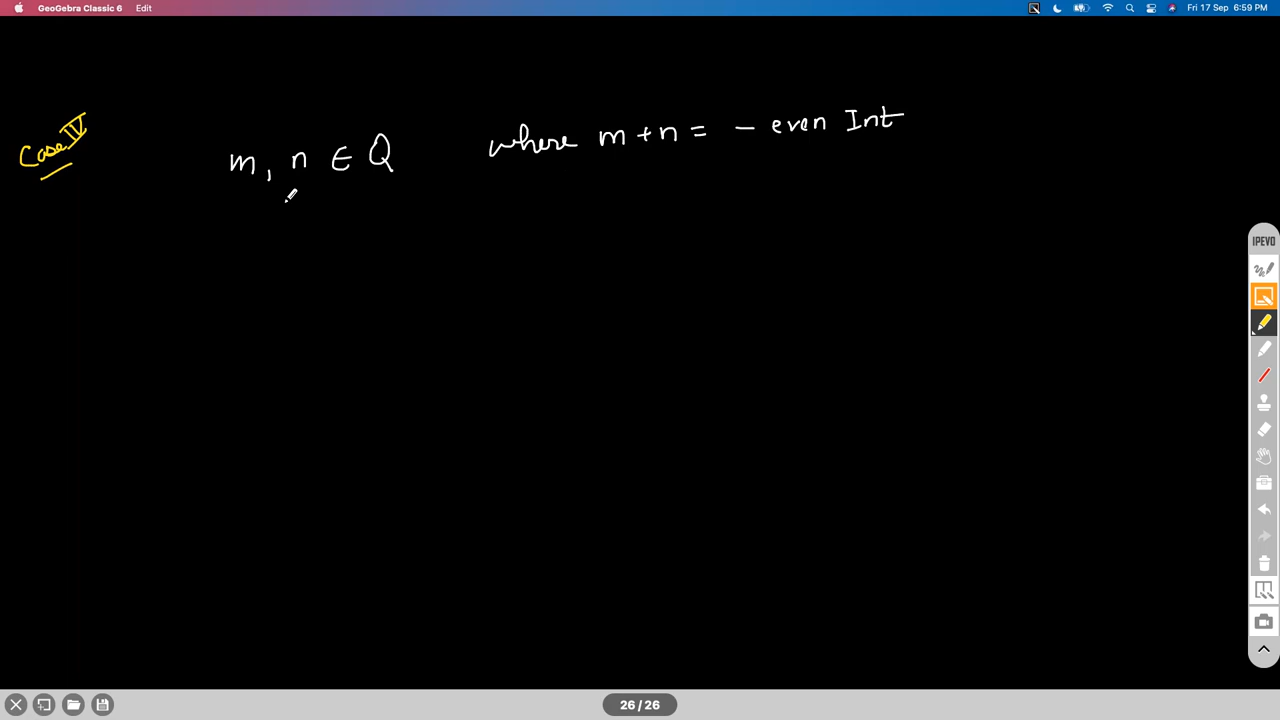 GeoGebra Classic 6 Edit Fri 17 Sep 6:59 PM
Case IV
m, n ∈ Q where m + n = - even Int
IPEVO
26 / 26